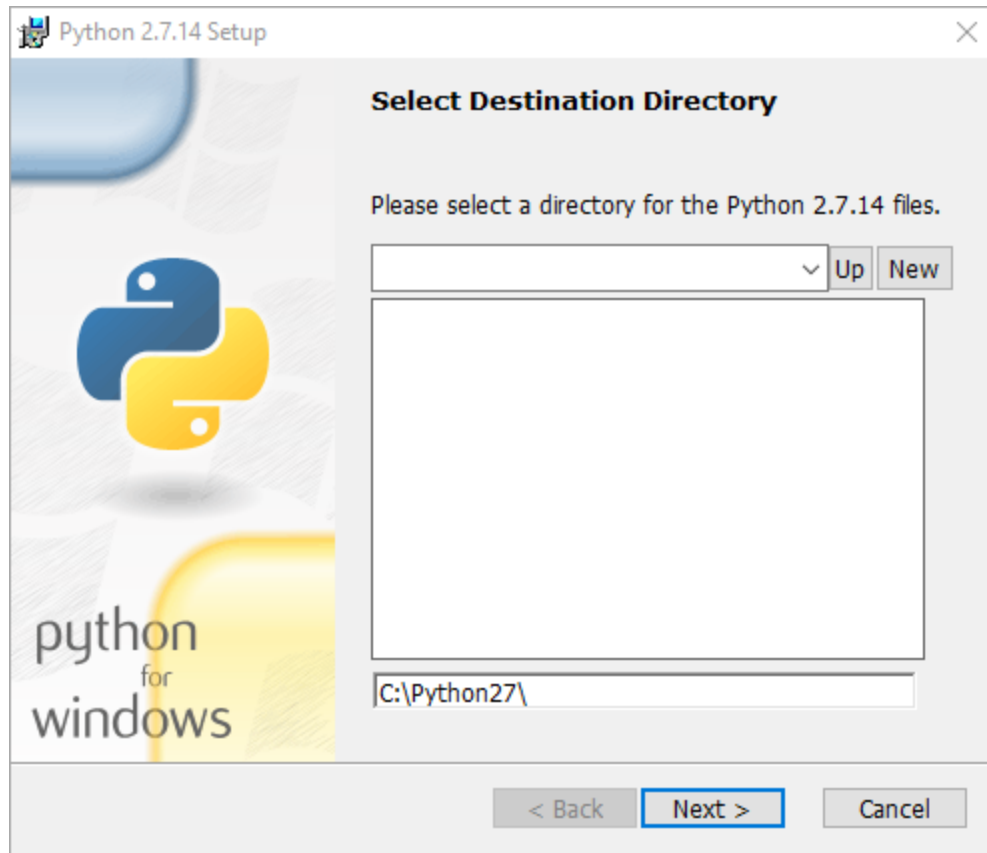 Python 2.7.14 Setup
Select Destination Directory
Please select a directory for the Python 2.7.14 files.
Up New
C:\Python27\
python
for
windows
< Back Next > Cancel